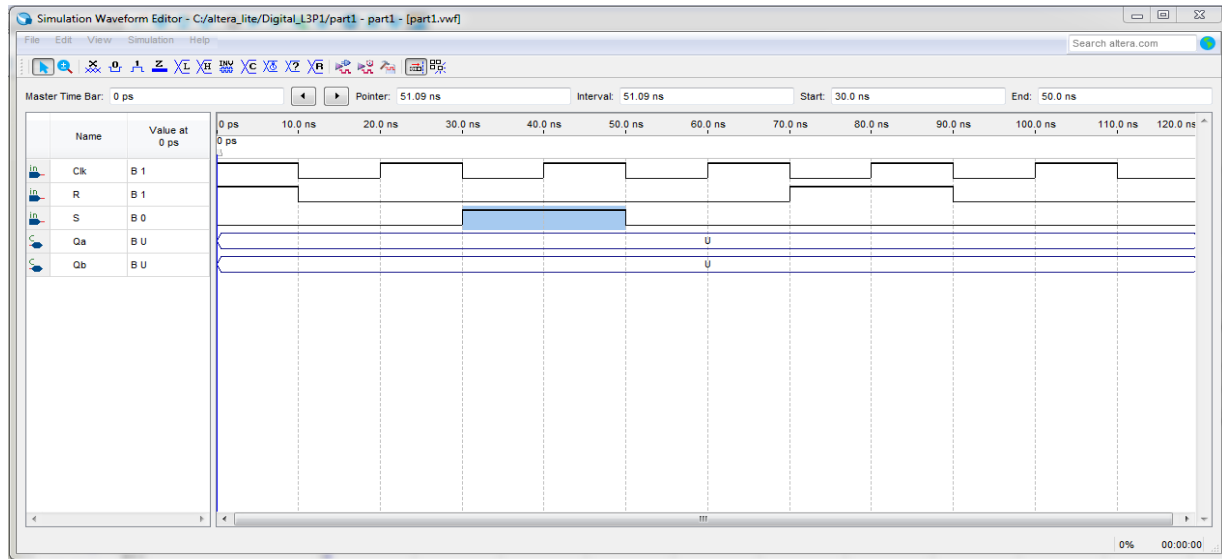 Simulation Waveform Editor - C:/altera_lite/Digital_L3P1/part1 - part1 - [part1.vwf]
File Edit View Simulation Help
Search altera.com
Master Time Bar: 0 ps Pointer: 51.09 ns Interval: 51.09 ns Start: 30.0 ns End: 50.0 ns
Name Value at 0 ps
0 ps 10.0 ns 20.0 ns 30.0 ns 40.0 ns 50.0 ns 60.0 ns 70.0 ns 80.0 ns 90.0 ns 100.0 ns 110.0 ns 120.0 ns
0 ps
in Clk B 1
in R B 1
in S B 0
Qa B U U
Qb B U U
0% 00:00:00